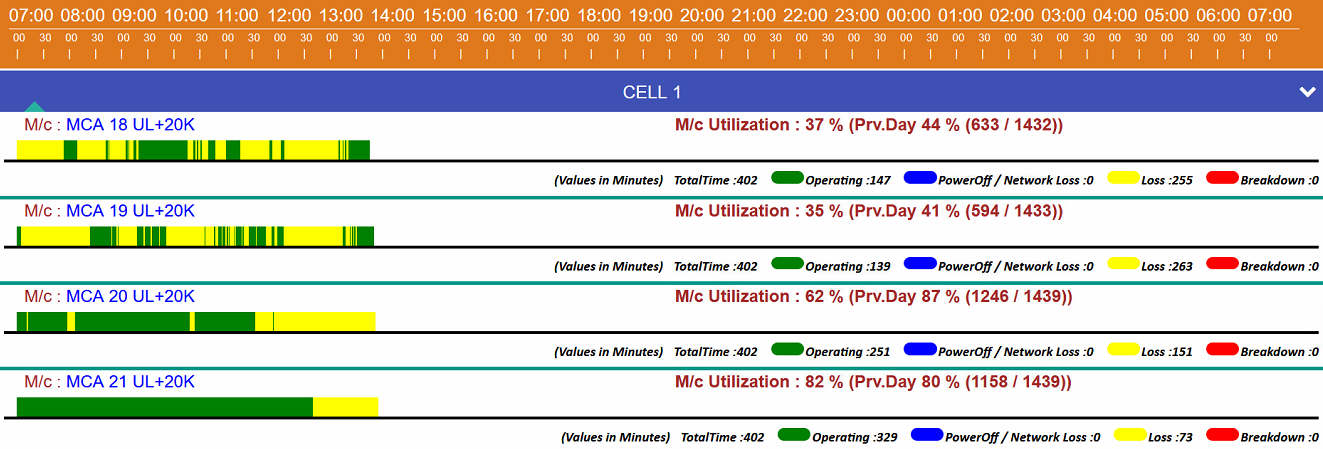 07:00 08:00 09:00 10:00 11:00 12:00 13:00 14:00 15:00 16:00 17:00 18:00 19:00 20:00 21:00 22:00 23:00 00:00 01:00 02:00 03:00 04:00 05:00 06:00 07:00
00 30 00 30 00 30 00 30 00 30 00 30 00 30 00 30 00 30 00 30 00 30 00 30 00 30 00 30 00 30 00 30 00 30 00 30 00 30 00 30 00 30 00 30 00 30 00 30 00
CELL 1
M/c : MCA 18 UL+20K M/c Utilization : 37 % (Prv.Day 44 % (633 / 1432))
(Values in Minutes) TotalTime :402 Operating :147 PowerOff / Network Loss :0 Loss :255 Breakdown :0
M/c : MCA 19 UL+20K M/c Utilization : 35 % (Prv.Day 41 % (594 / 1433))
(Values in Minutes) TotalTime :402 Operating :139 PowerOff / Network Loss :0 Loss :263 Breakdown :0
M/c : MCA 20 UL+20K M/c Utilization : 62 % (Prv.Day 87 % (1246 / 1439))
(Values in Minutes) TotalTime :402 Operating :251 PowerOff / Network Loss :0 Loss :151 Breakdown :0
M/c : MCA 21 UL+20K M/c Utilization : 82 % (Prv.Day 80 % (1158 / 1439))
(Values in Minutes) TotalTime :402 Operating :329 PowerOff / Network Loss :0 Loss :73 Breakdown :0